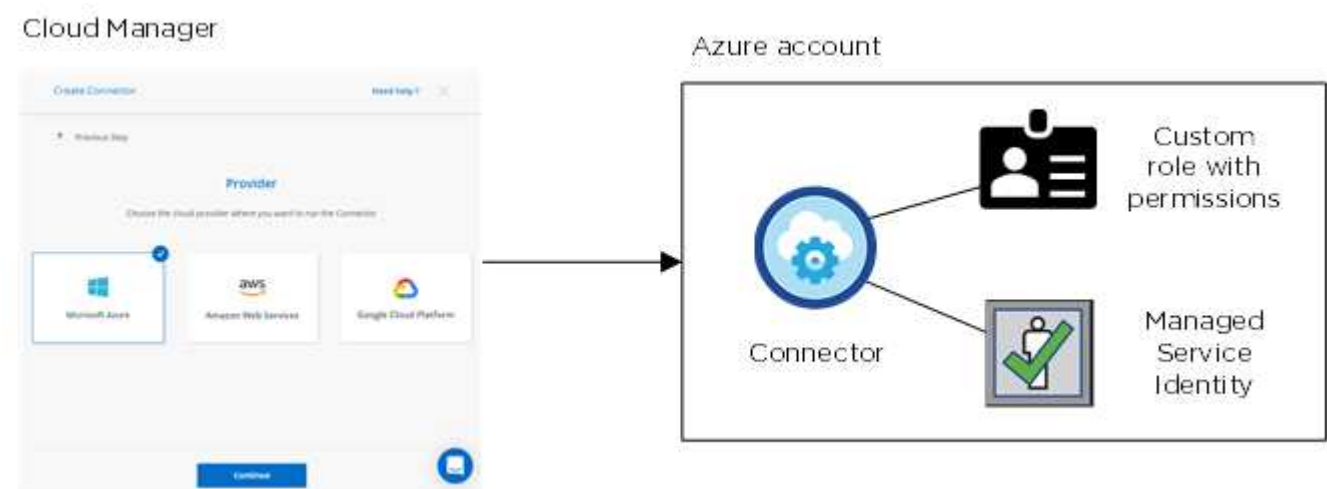 Cloud Manager
Azure account
Create Connector
Need help?
Previous Step
Provider
Choose the cloud provider where you want to run the Connector
Microsoft Azure
aws
Amazon Web Services
Google Cloud Platform
Continue
Connector
Custom
role with
permissions
Managed
Service
Identity